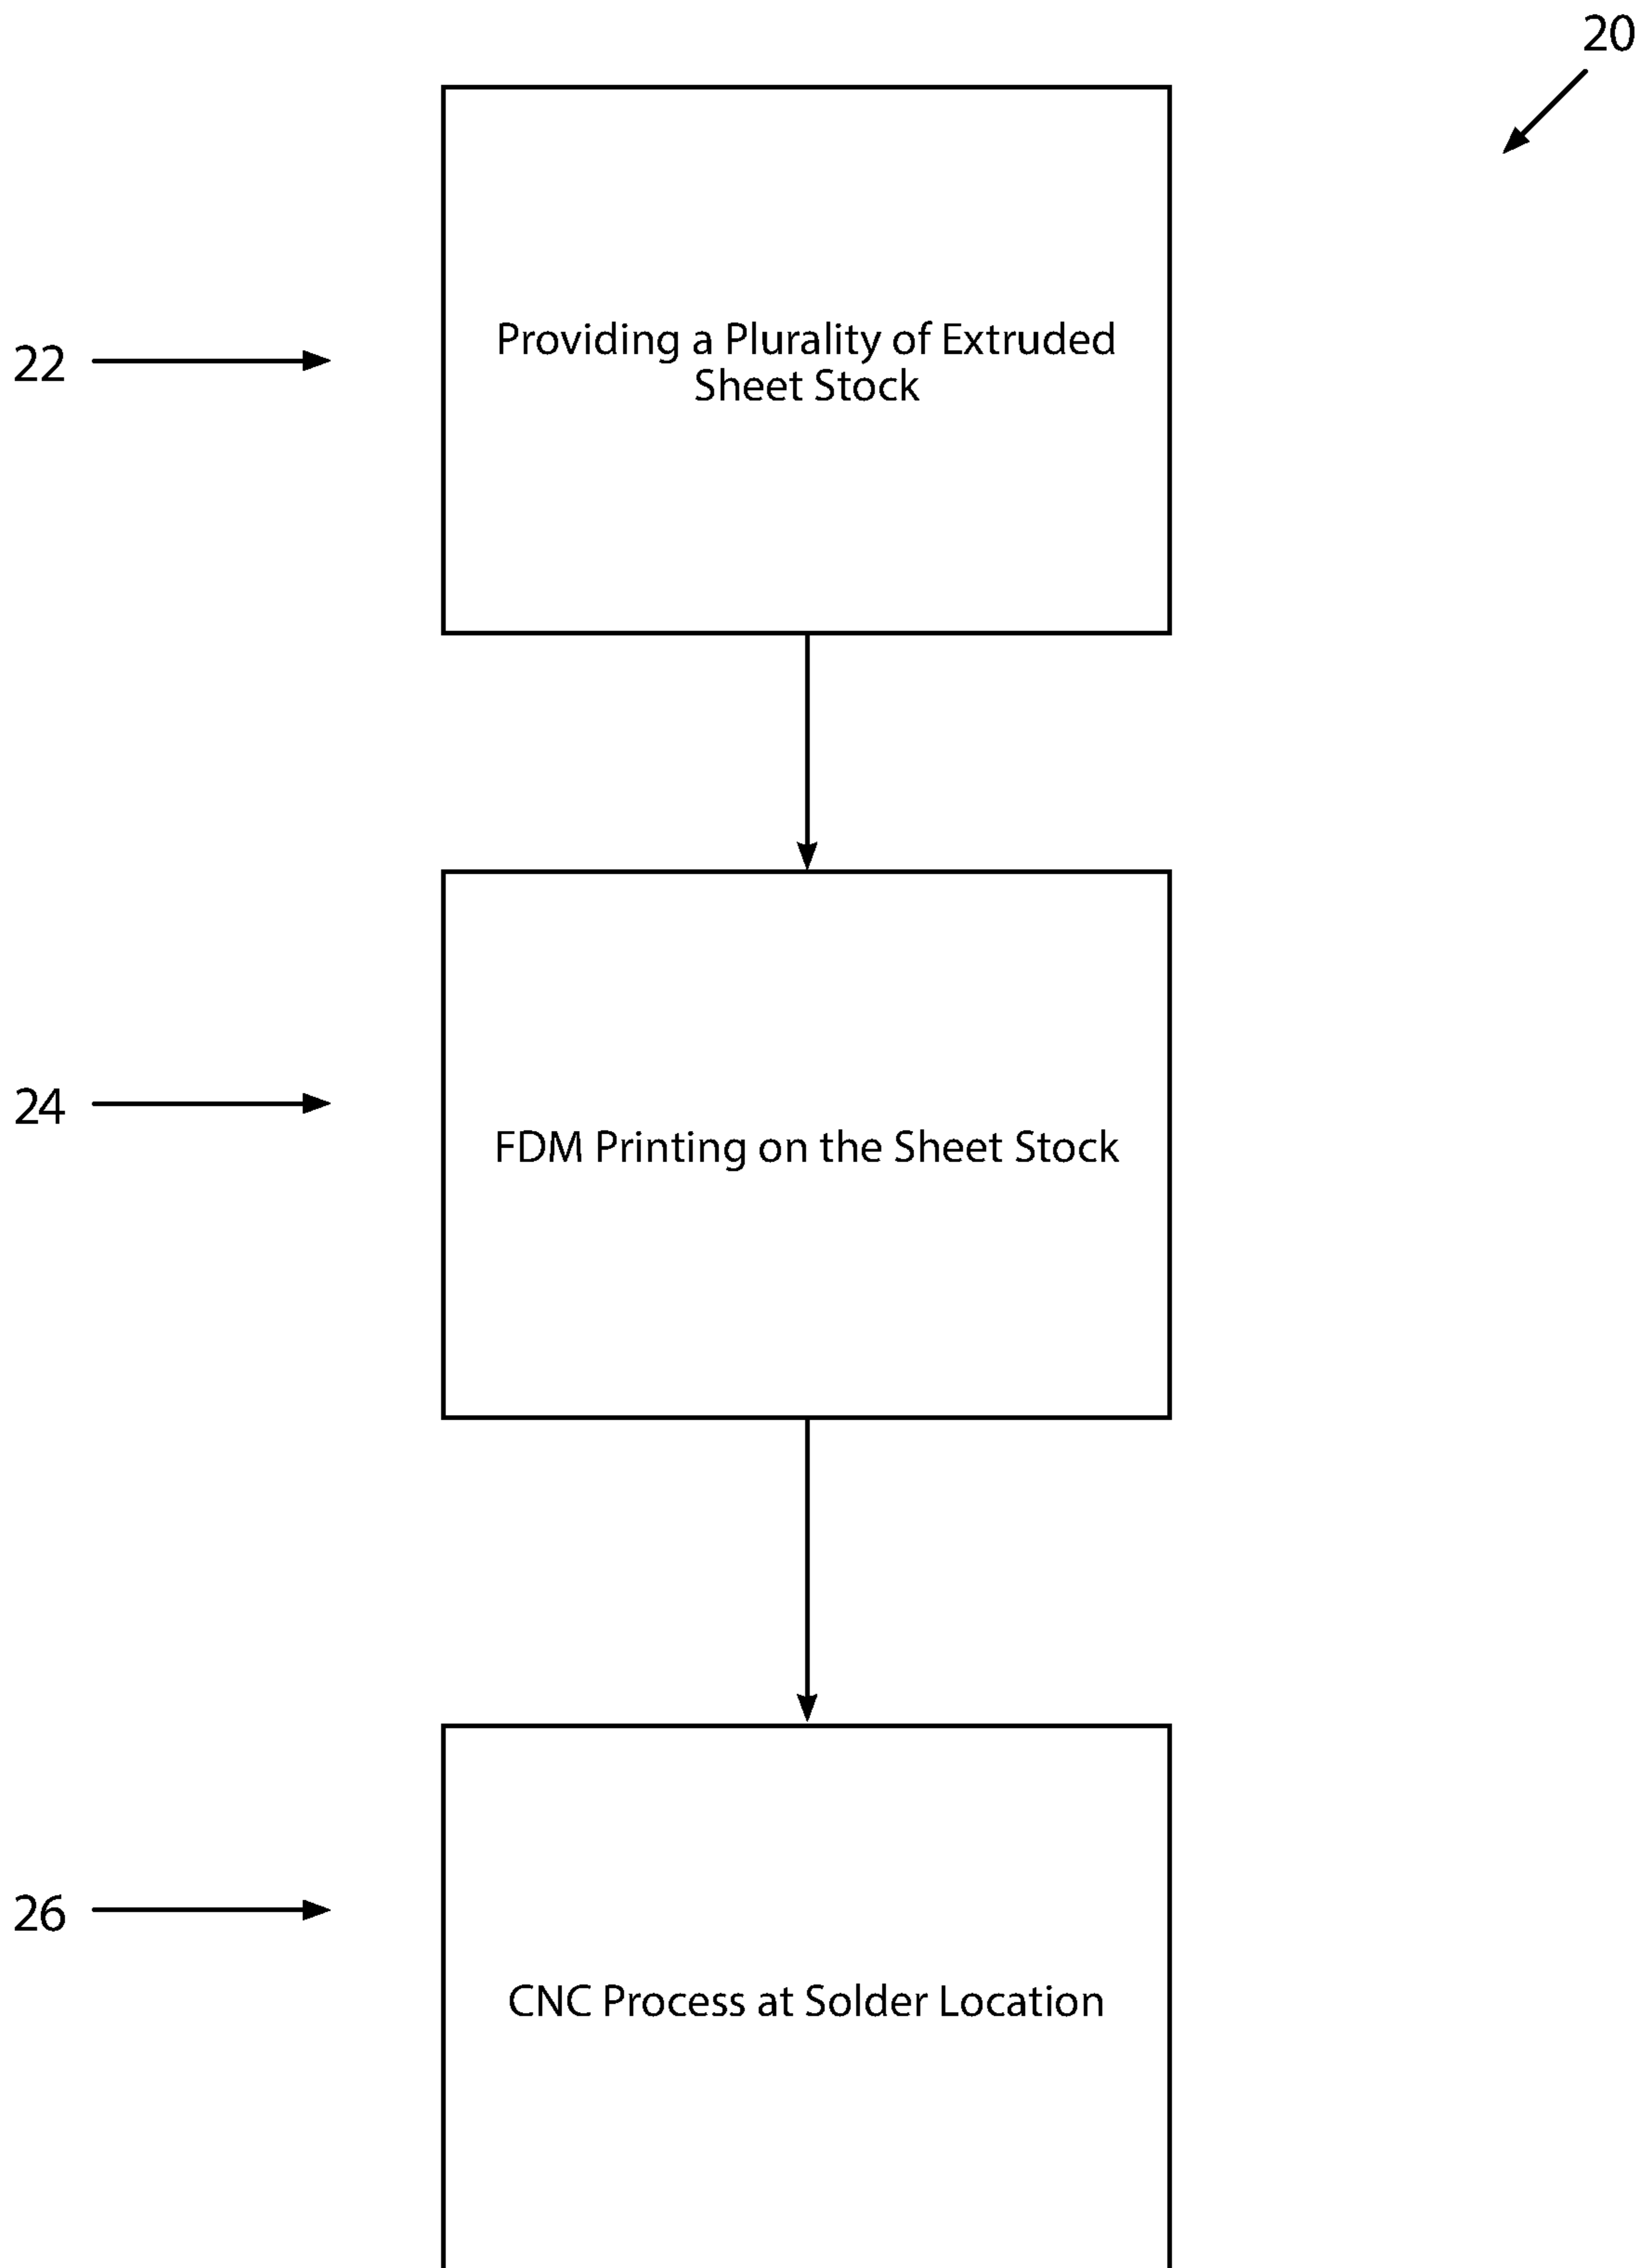 20
Providing a Plurality of Extruded
Sheet Stock
22
FDM Printing on the Sheet Stock
24
CNC Process at Solder Location
26